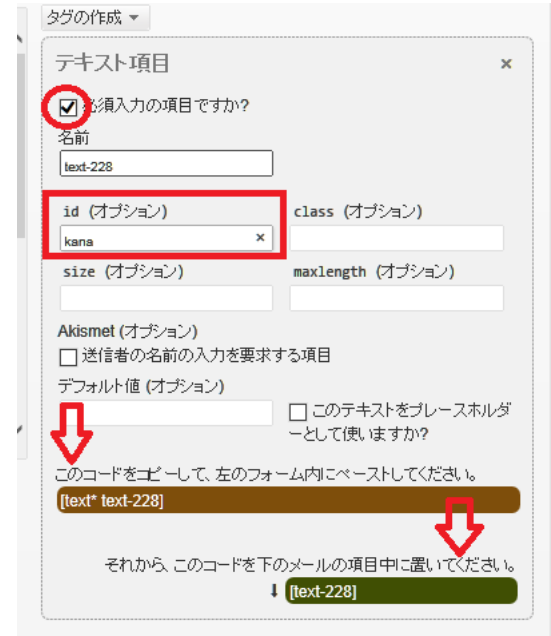 タグの作成
テキスト項目
×
必須入力の項目ですか?
名前
text-228
id (オプション)
class (オプション)
kana
×
size (オプション)
maxlength (オプション)
Akismet (オプション)
送信者の名前の入力を要求する項目
デフォルト値 (オプション)
このテキストをプレースホルダ
ーとして使いますか?
このコードをコピーして、左のフォーム内にペーストしてください。
[text* text-228]
それから、このコードを下のメールの項目中に置いてください。
[text-228]